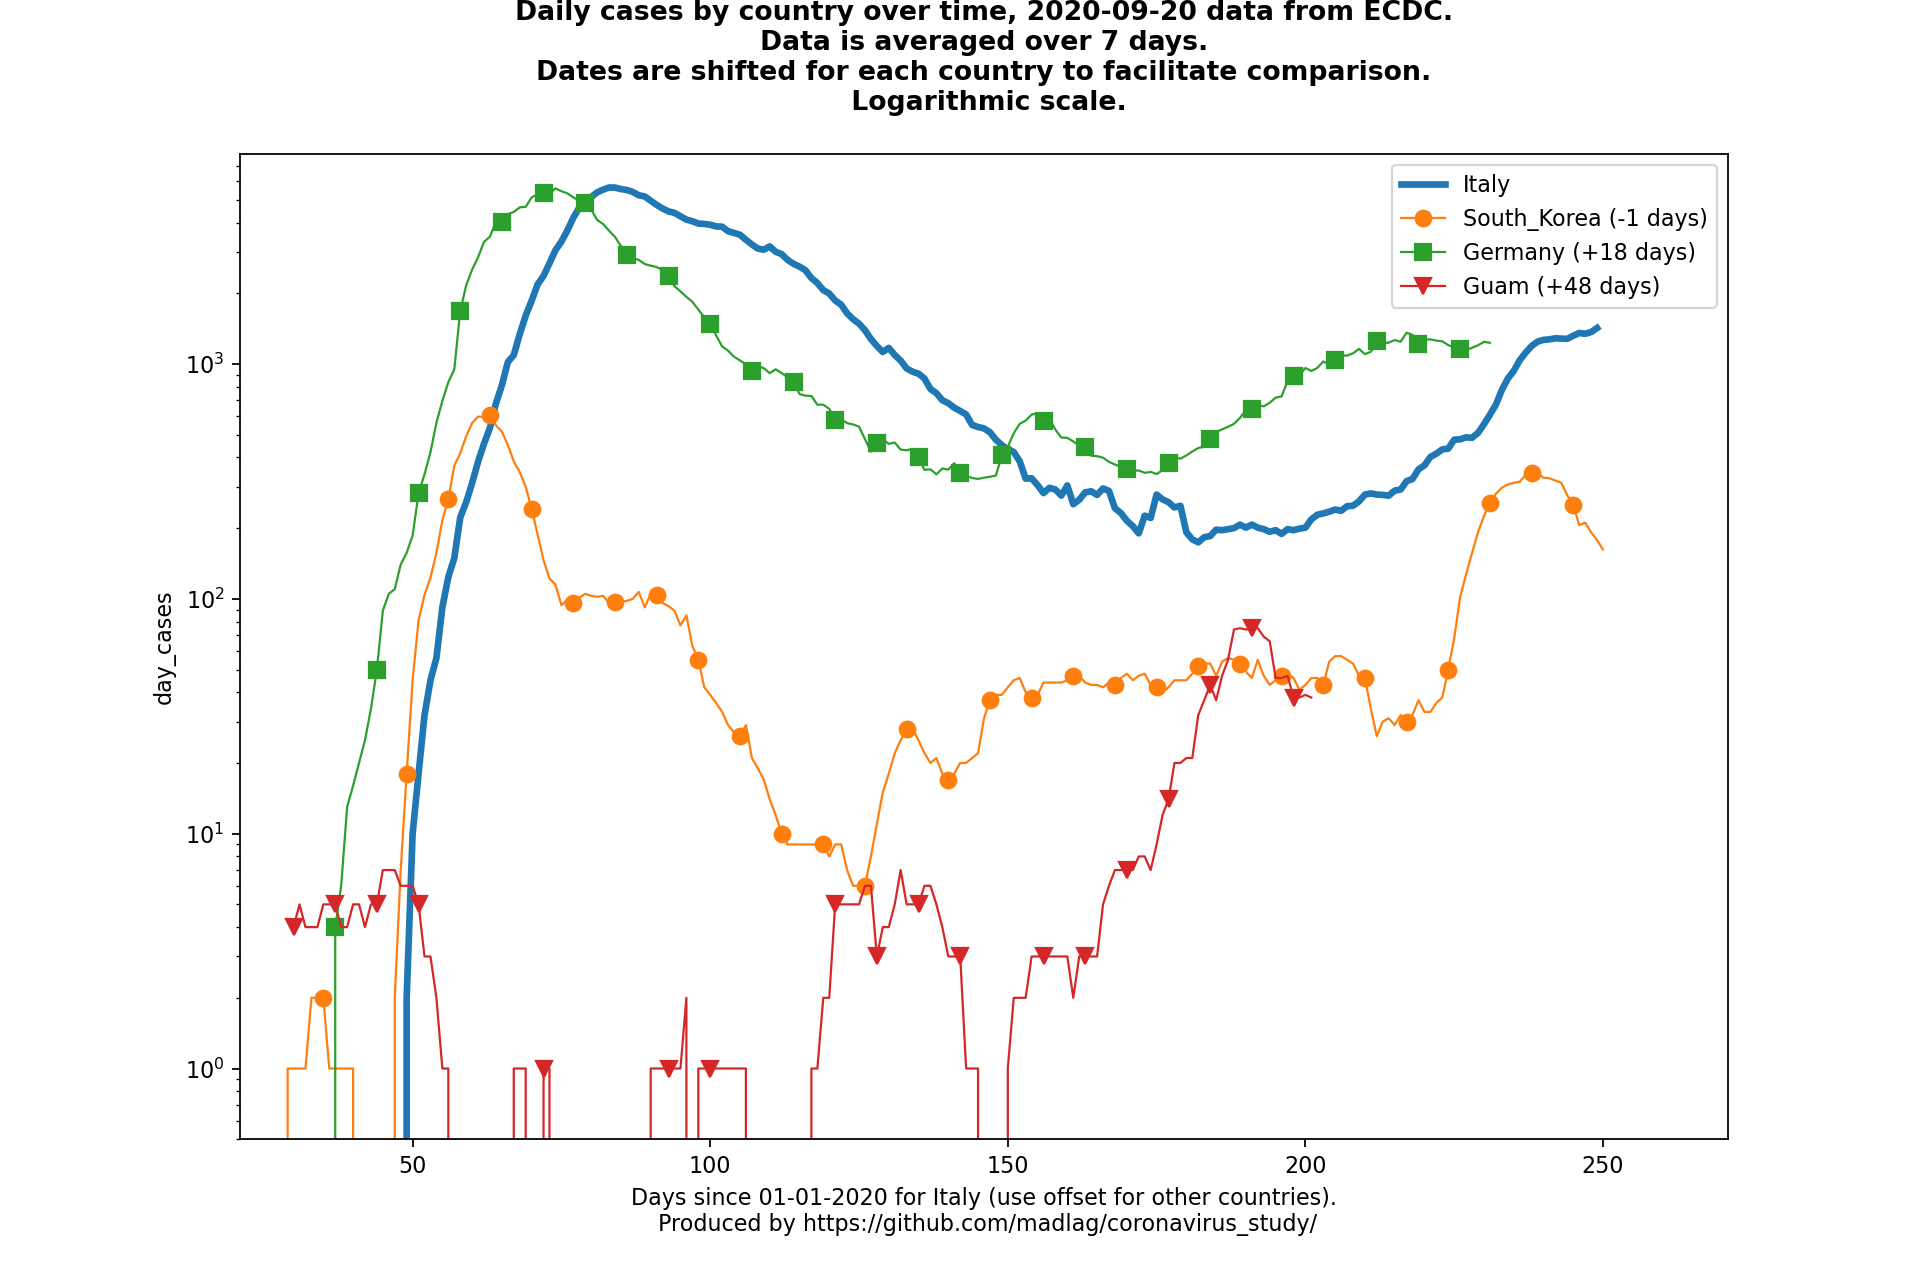 Daily cases by country over time, 2020-09-20 data from ECDC.
Data is averaged over 7 days.
Dates are shifted for each country to facilitate comparison.
Logarithmic scale.
Italy
South_Korea (-1 days)
Germany (+18 days)
Guam (+48 days)
day_cases
10³
10²
10¹
10⁰
50 100 150 200 250
Days since 01-01-2020 for Italy (use offset for other countries).
Produced by https://github.com/madlag/coronavirus_study/